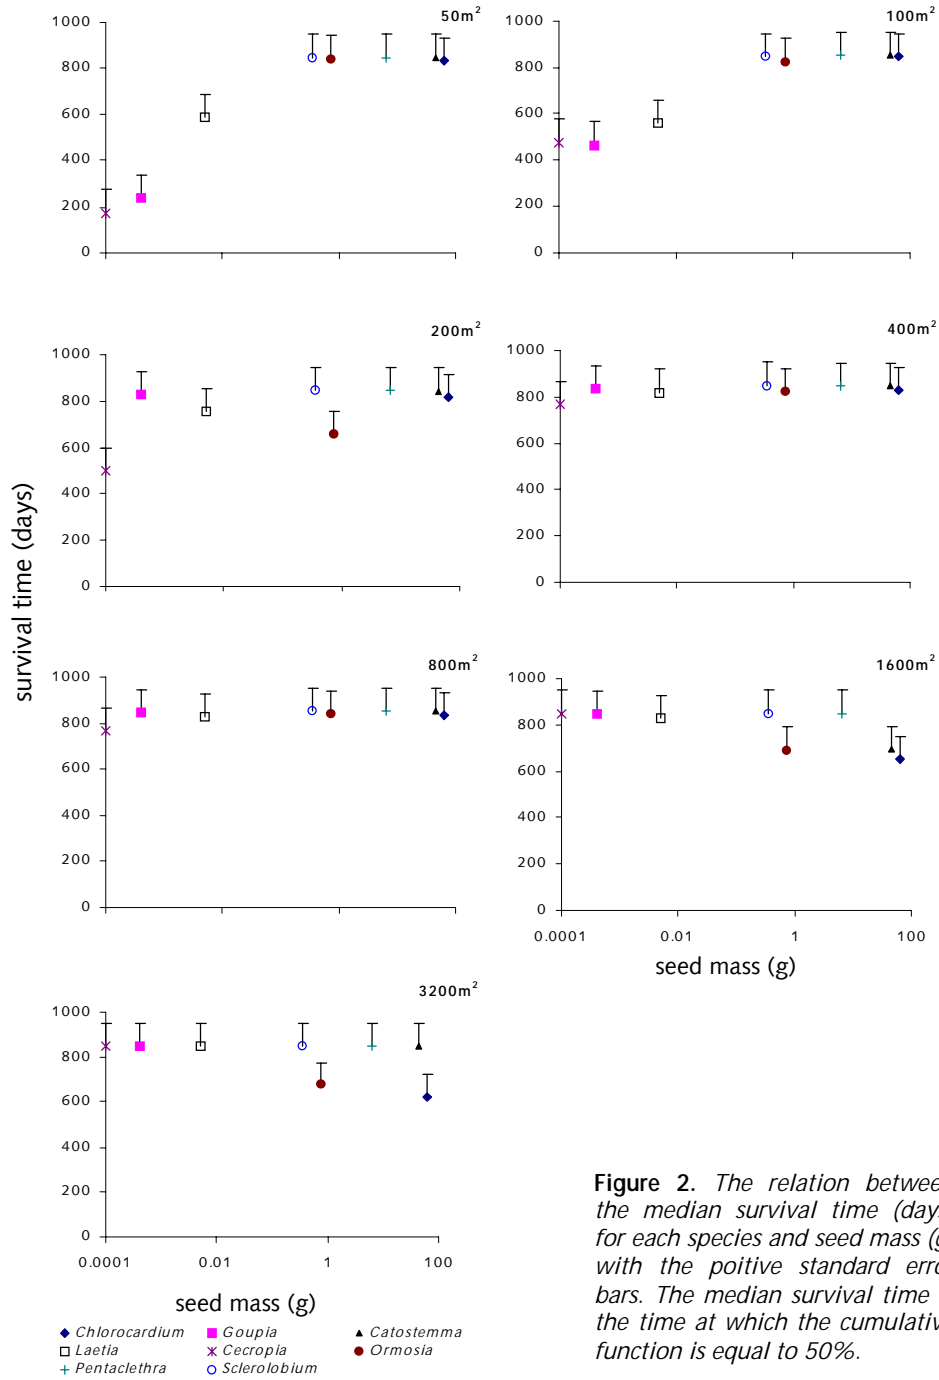 50m²
1000
800
600
400
200
0
100m²
1000
800
600
400
200
0
survival time (days)
200m²
1000
800
600
400
200
0
400m²
1000
800
600
400
200
0
800m²
1000
800
600
400
200
0
1600m²
1000
800
600
400
200
0
0.0001 0.01 1 100
seed mass (g)
3200m²
1000
800
600
400
200
0
0.0001 0.01 1 100
seed mass (g)
Chlorocardium Goupia Catostemma
Laetia Cecropia Ormosia
Pentaclethra Sclerolobium
Figure 2. The relation between
the median survival time (days
for each species and seed mass (g
with the poitive standard erro
bars. The median survival time
the time at which the cumulativ
function is equal to 50%.